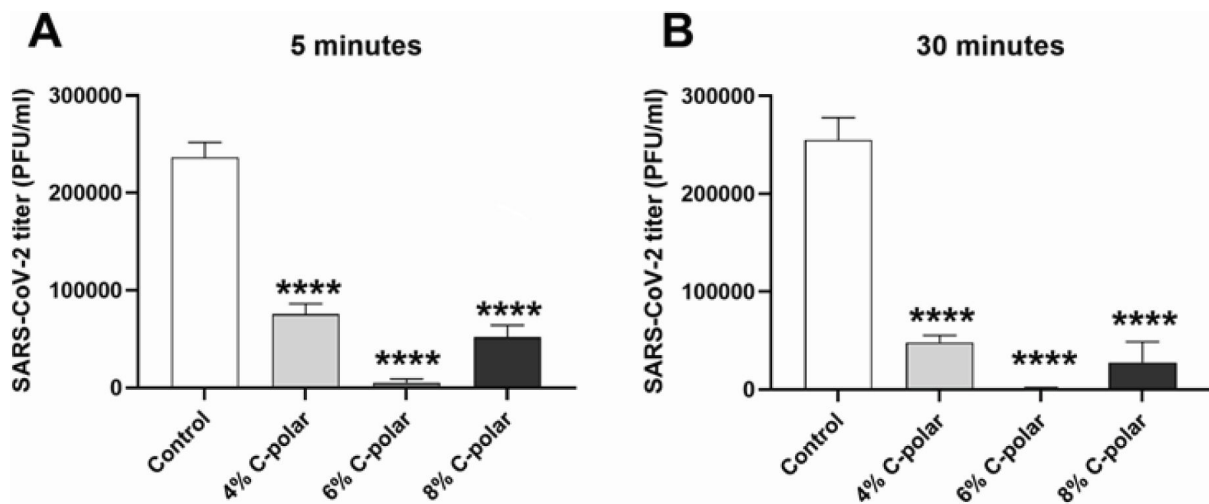 A
5 minutes
SARS-CoV-2 titer (PFU/ml)
300000
200000
100000
0
****
****
****
Control
4% C-polar
6% C-polar
8% C-polar
B
30 minutes
SARS-CoV-2 titer (PFU/ml)
300000
200000
100000
0
****
****
****
Control
4% C-polar
6% C-polar
8% C-polar